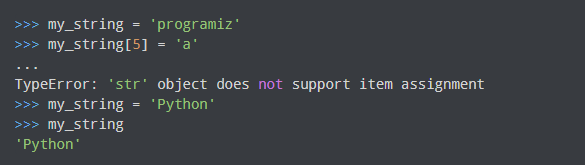 >>> my_string = 'programiz'
>>> my_string[5] = 'a'
...
TypeError: 'str' object does not support item assignment
>>> my_string = 'Python'
>>> my_string
'Python'